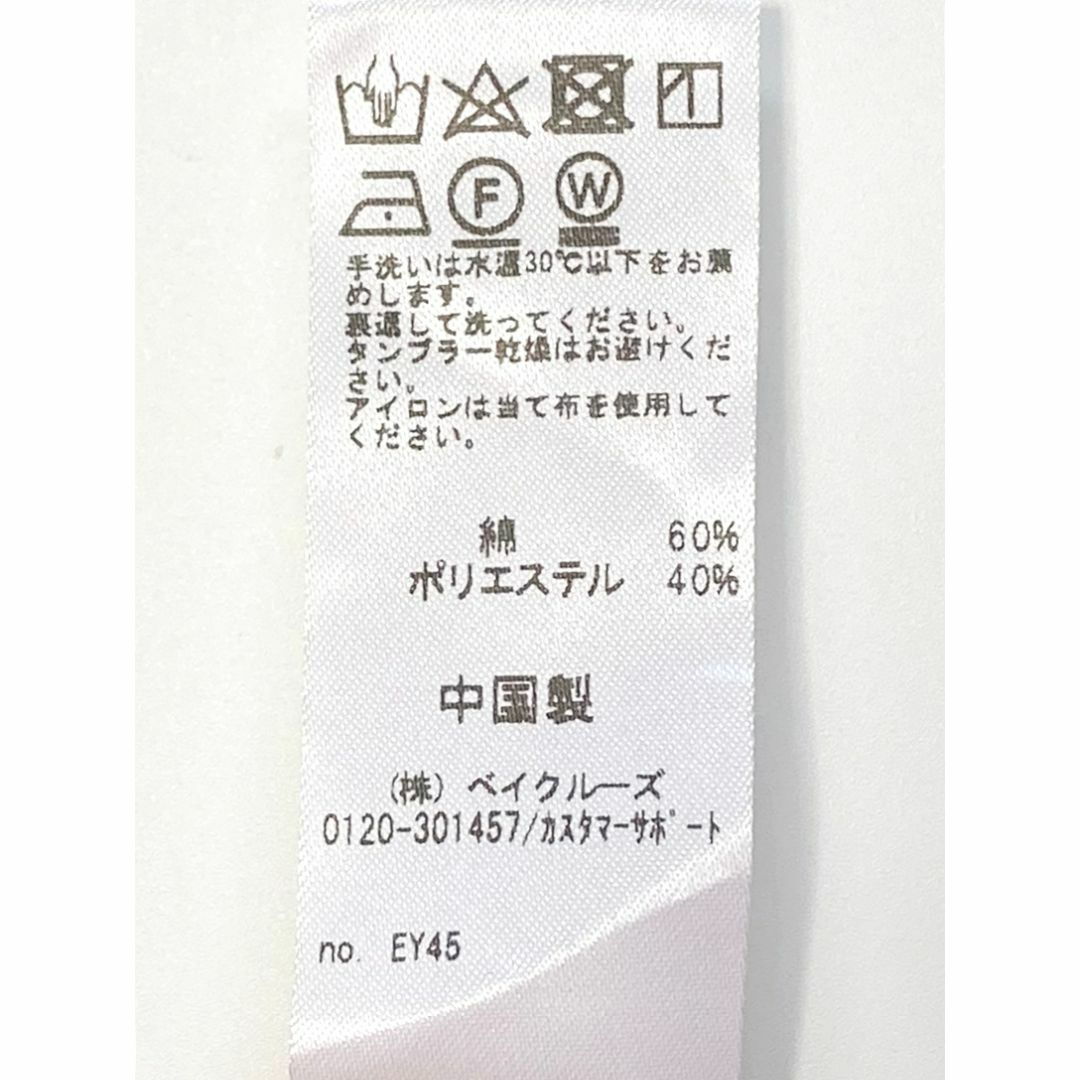 F W
手洗いは水温30℃以下をお薦
めします。
裏返して洗ってください。
タンブラー乾燥はお避けくだ
さい。
アイロンは当て布を使用して
ください。
綿 60%
ポリエステル 40%
中国製
(株) ベイクルーズ
0120-301457/カスタマーサポート
no. EY45